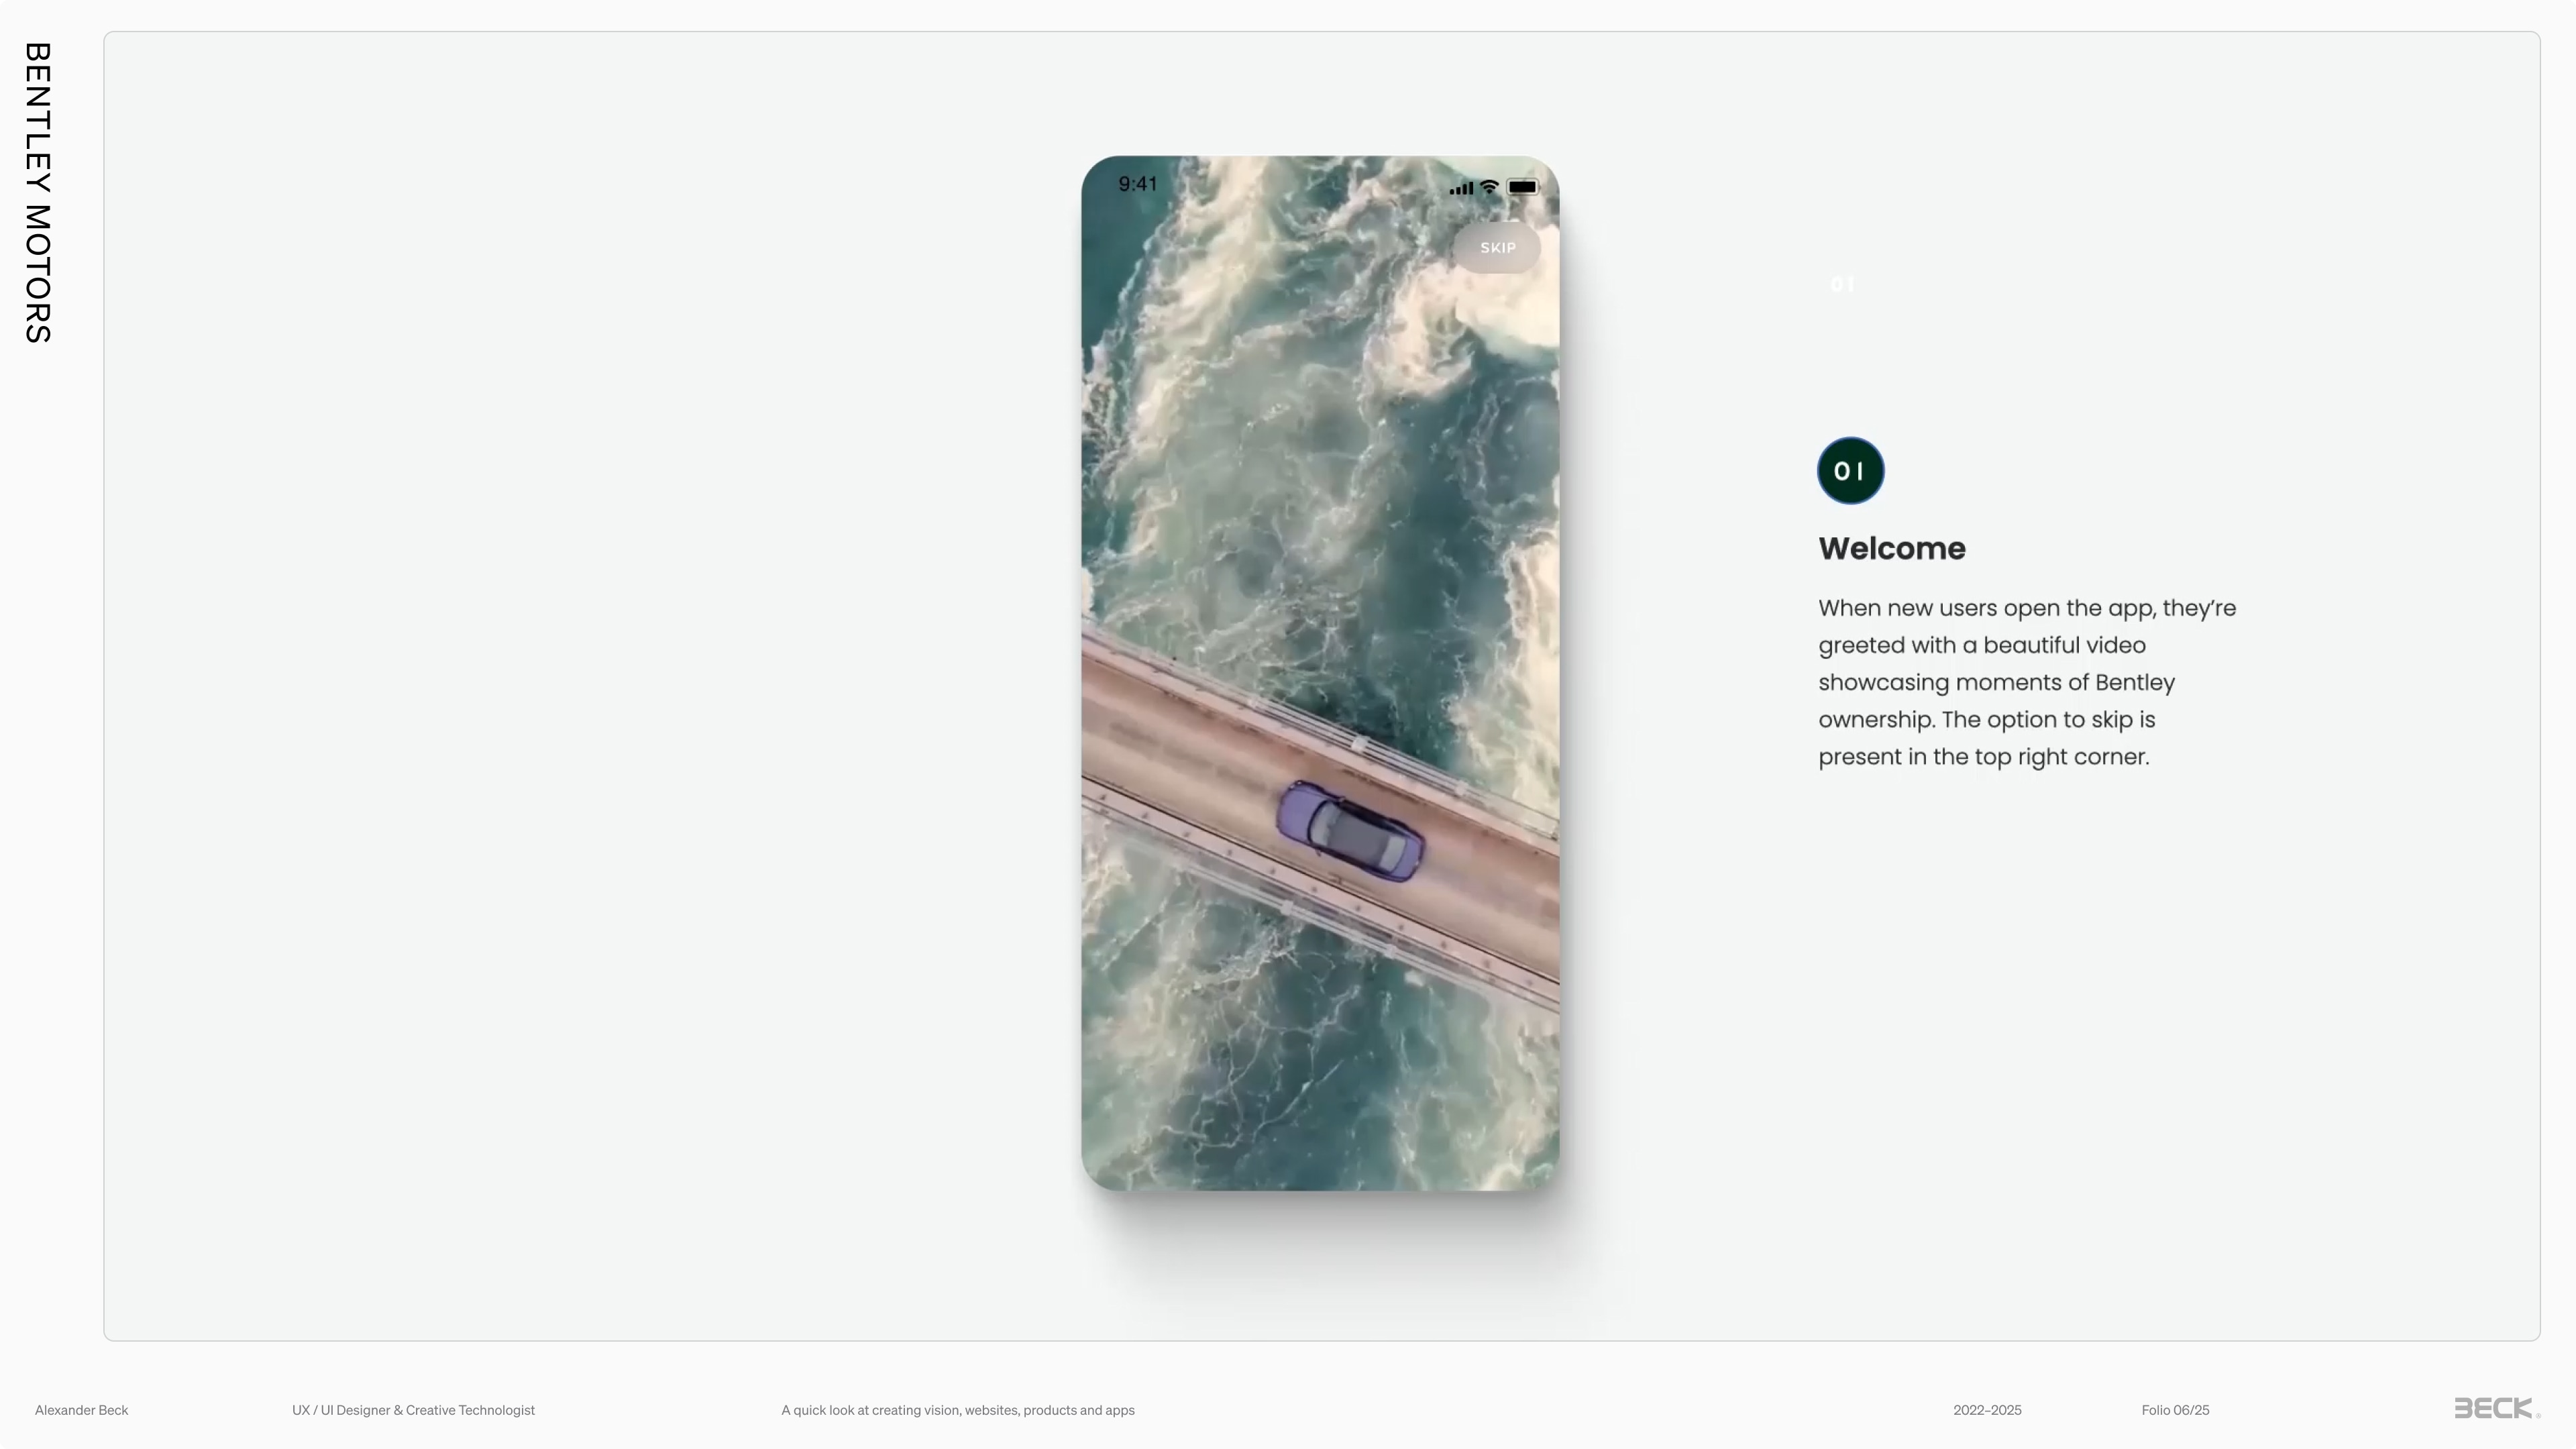 BENTLEY MOTORS
9:41
SKIP
01
01
Welcome
When new users open the app, they’re
greeted with a beautiful video
showcasing moments of Bentley
ownership. The option to skip is
present in the top right corner.
Alexander Beck
UX / UI Designer & Creative Technologist
A quick look at creating vision, websites, products and apps
2022–2025
Folio 06/25
BECK®